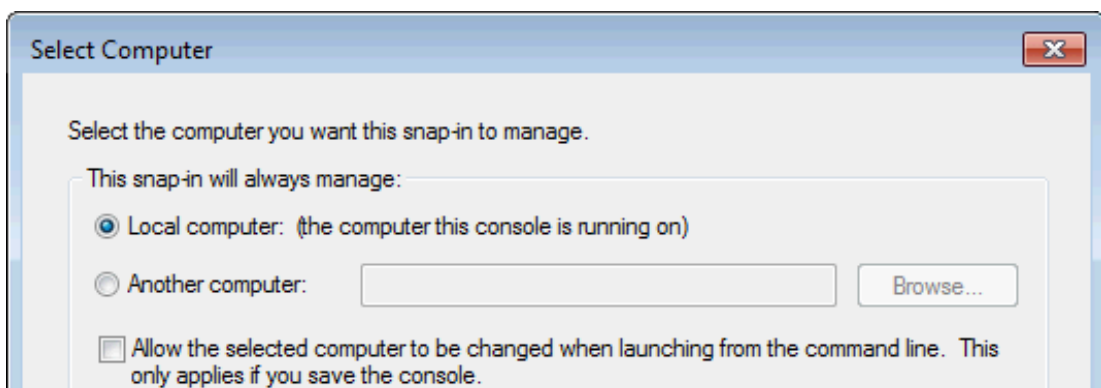 Select Computer
Select the computer you want this snap-in to manage.
This snap-in will always manage:
Local computer:  (the computer this console is running on)
Another computer:
Browse...
Allow the selected computer to be changed when launching from the command line.  This
only applies if you save the console.